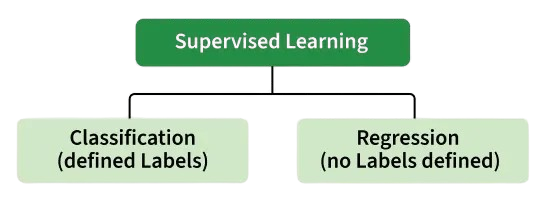 Supervised Learning
Classification
(defined Labels)
Regression
(no Labels defined)